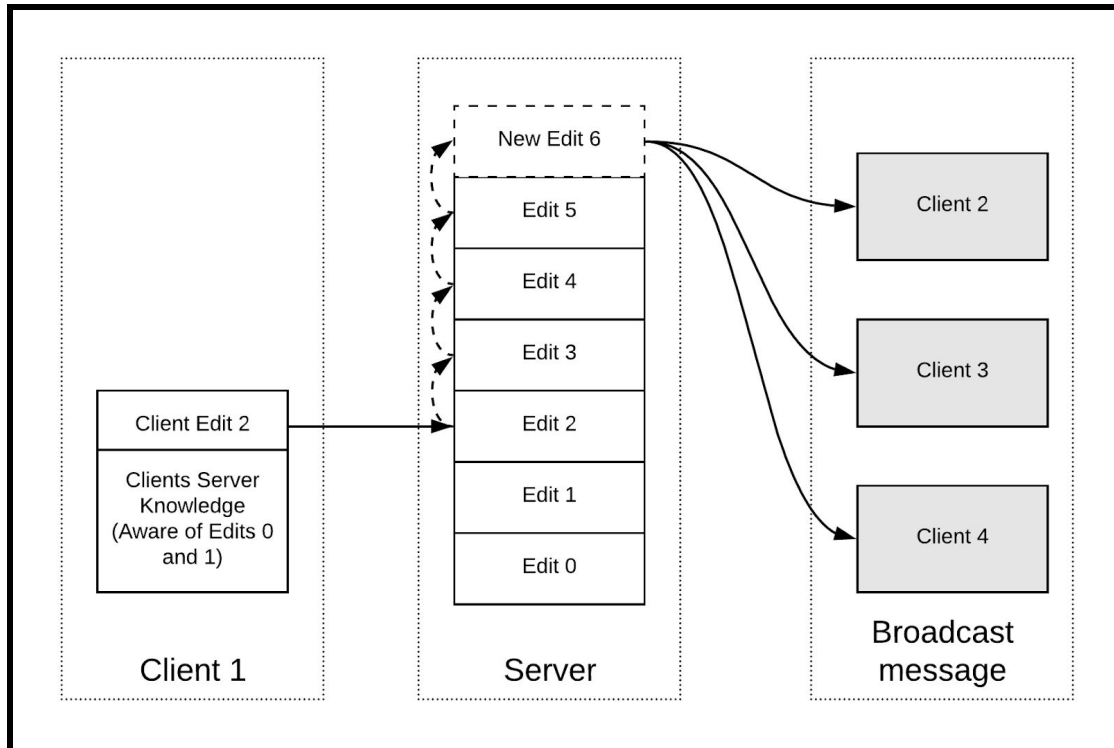 Client Edit 2
Clients Server
Knowledge
(Aware of Edits 0
and 1)
Client 1
New Edit 6
Edit 5
Edit 4
Edit 3
Edit 2
Edit 1
Edit 0
Server
Client 2
Client 3
Client 4
Broadcast
message